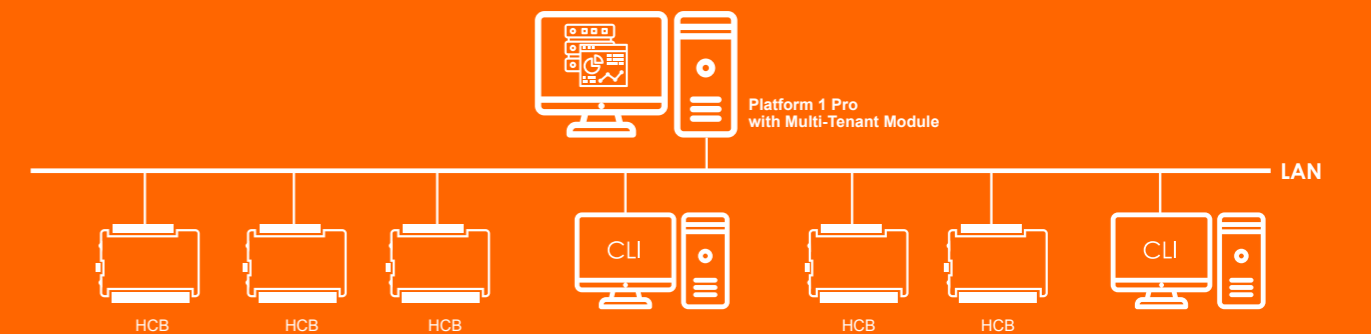 Platform 1 Pro
with Multi-Tenant Module
LAN
CLI
CLI
HCB
HCB
HCB
HCB
HCB